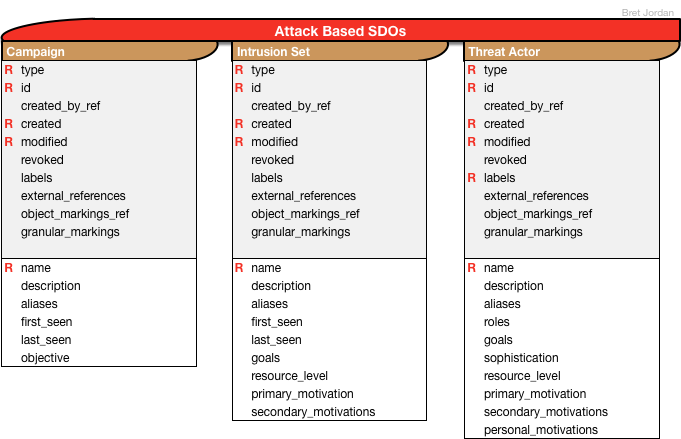 Bret Jordan
Attack Based SDOs
Campaign
R type
R id
created_by_ref
R created
R modified
revoked
labels
external_references
object_markings_ref
granular_markings
R name
description
aliases
first_seen
last_seen
objective
Intrusion Set
R type
R id
created_by_ref
R created
R modified
revoked
labels
external_references
object_markings_ref
granular_markings
R name
description
aliases
first_seen
last_seen
goals
resource_level
primary_motivation
secondary_motivations
Threat Actor
R type
R id
created_by_ref
R created
R modified
revoked
R labels
external_references
object_markings_ref
granular_markings
R name
description
aliases
roles
goals
sophistication
resource_level
primary_motivation
secondary_motivations
personal_motivations